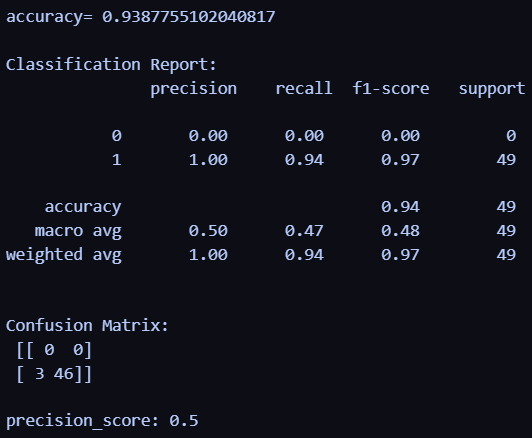 accuracy= 0.9387755102040817
Classification Report:
precision recall f1-score support
0 0.00 0.00 0.00 0
1 1.00 0.94 0.97 49
accuracy 0.94 49
macro avg 0.50 0.47 0.48 49
weighted avg 1.00 0.94 0.97 49
Confusion Matrix:
[[ 0 0]
[ 3 46]]
precision_score: 0.5